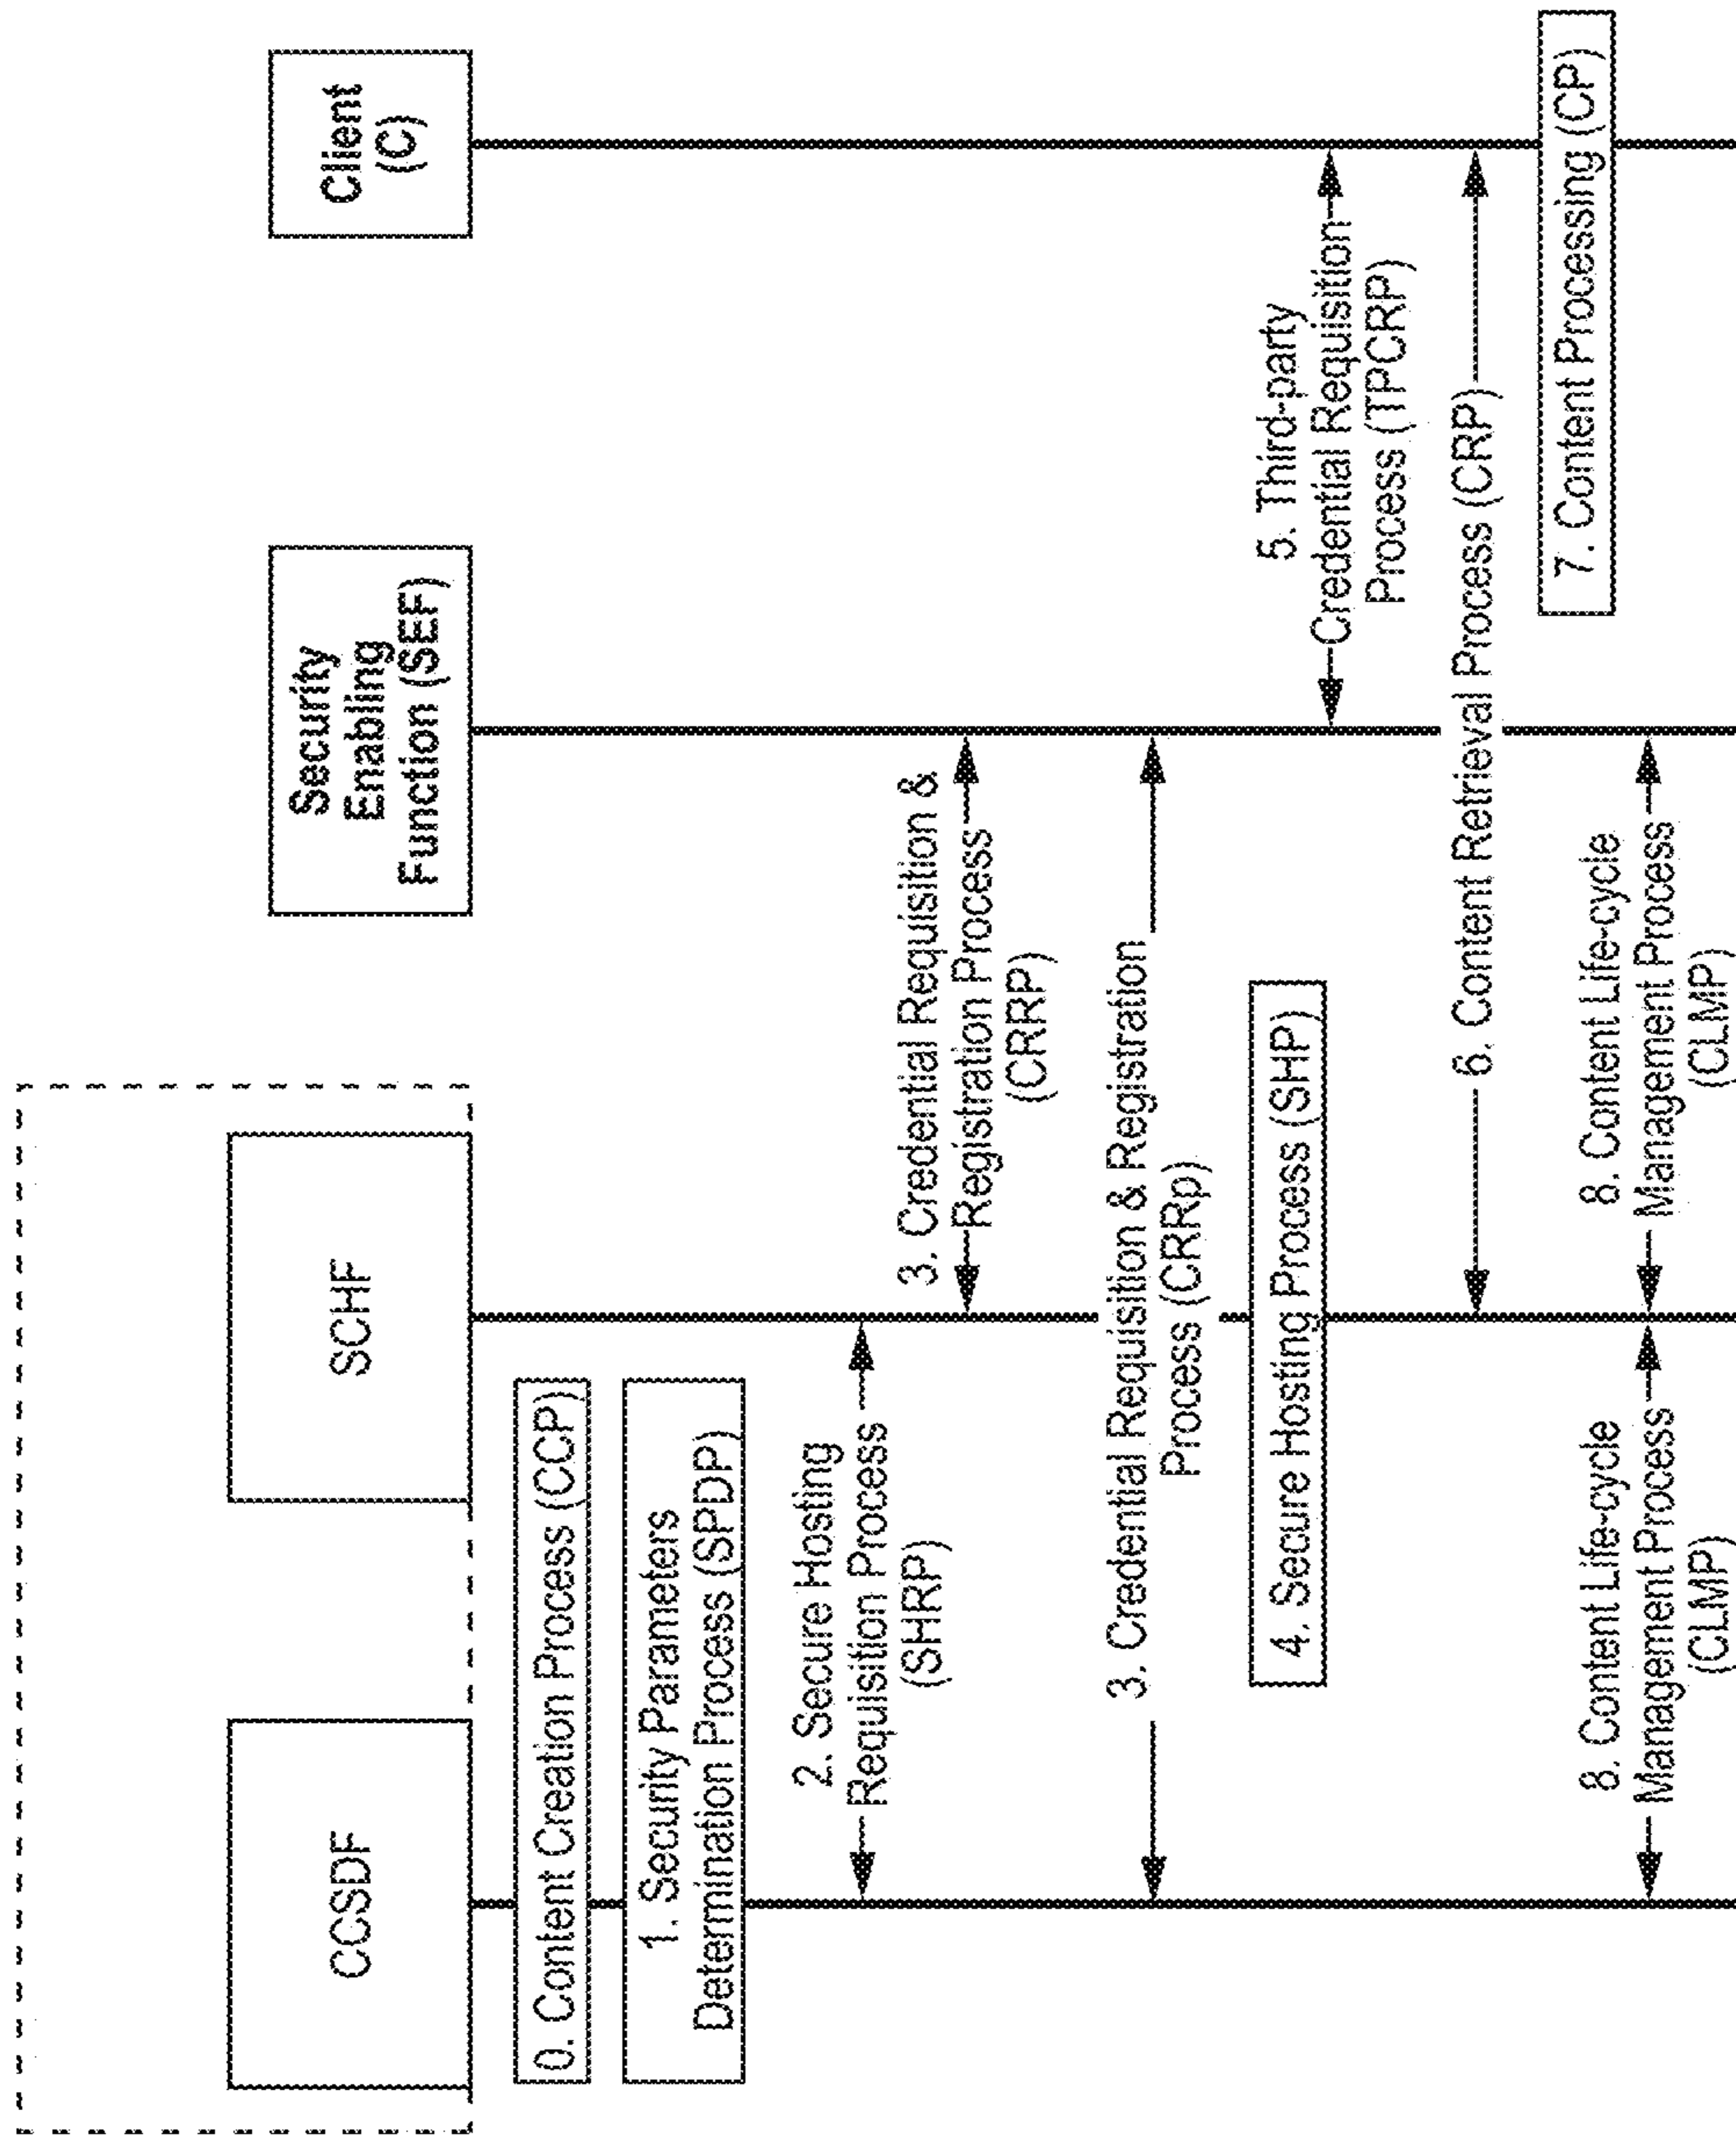 CCSDF
SCHF
Security
Enabling
Function (SEF)
Client
(C)
0. Content Creation Process (CCP)
1. Security Parameters
Determination Process (SPDP)
2. Secure Hosting
Requisition Process
(SHRP)
3. Credential Requisition &
Registration Process
(CRRP)
3. Credential Requisition & Registration
Process (CRRp)
4. Secure Hosting Process (SHP)
5. Third-party
Credential Requisition
Process (TPCRP)
6. Content Retrieval Process (CRP)
7. Content Processing (CP)
8. Content Life-cycle
Management Process
(CLMP)
8. Content Life-cycle
Management Process
(CLMP)